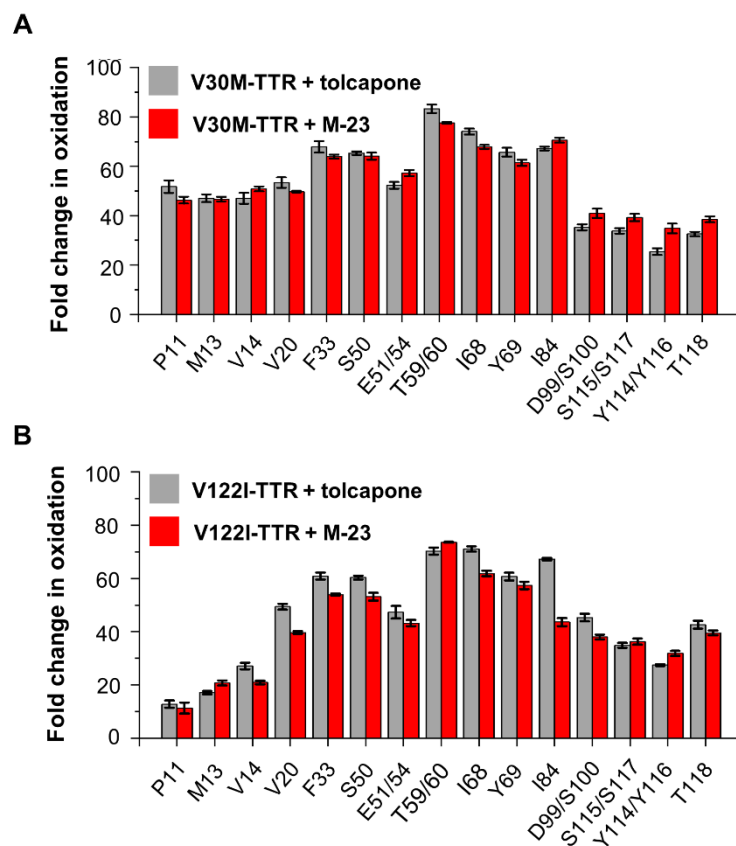 A
Fold change in oxidation
100
80
60
40
20
0
V30M-TTR + tolcapone
V30M-TTR + M-23
P11
M13
V14
V20
F33
S50
E51/54
T59/60
I68
Y69
I84
D99/S100
S115/S117
Y114/Y116
T118
B
Fold change in oxidation
100
80
60
40
20
0
V122I-TTR + tolcapone
V122I-TTR + M-23
P11
M13
V14
V20
F33
S50
E51/54
T59/60
I68
Y69
I84
D99/S100
S115/S117
Y114/Y116
T118